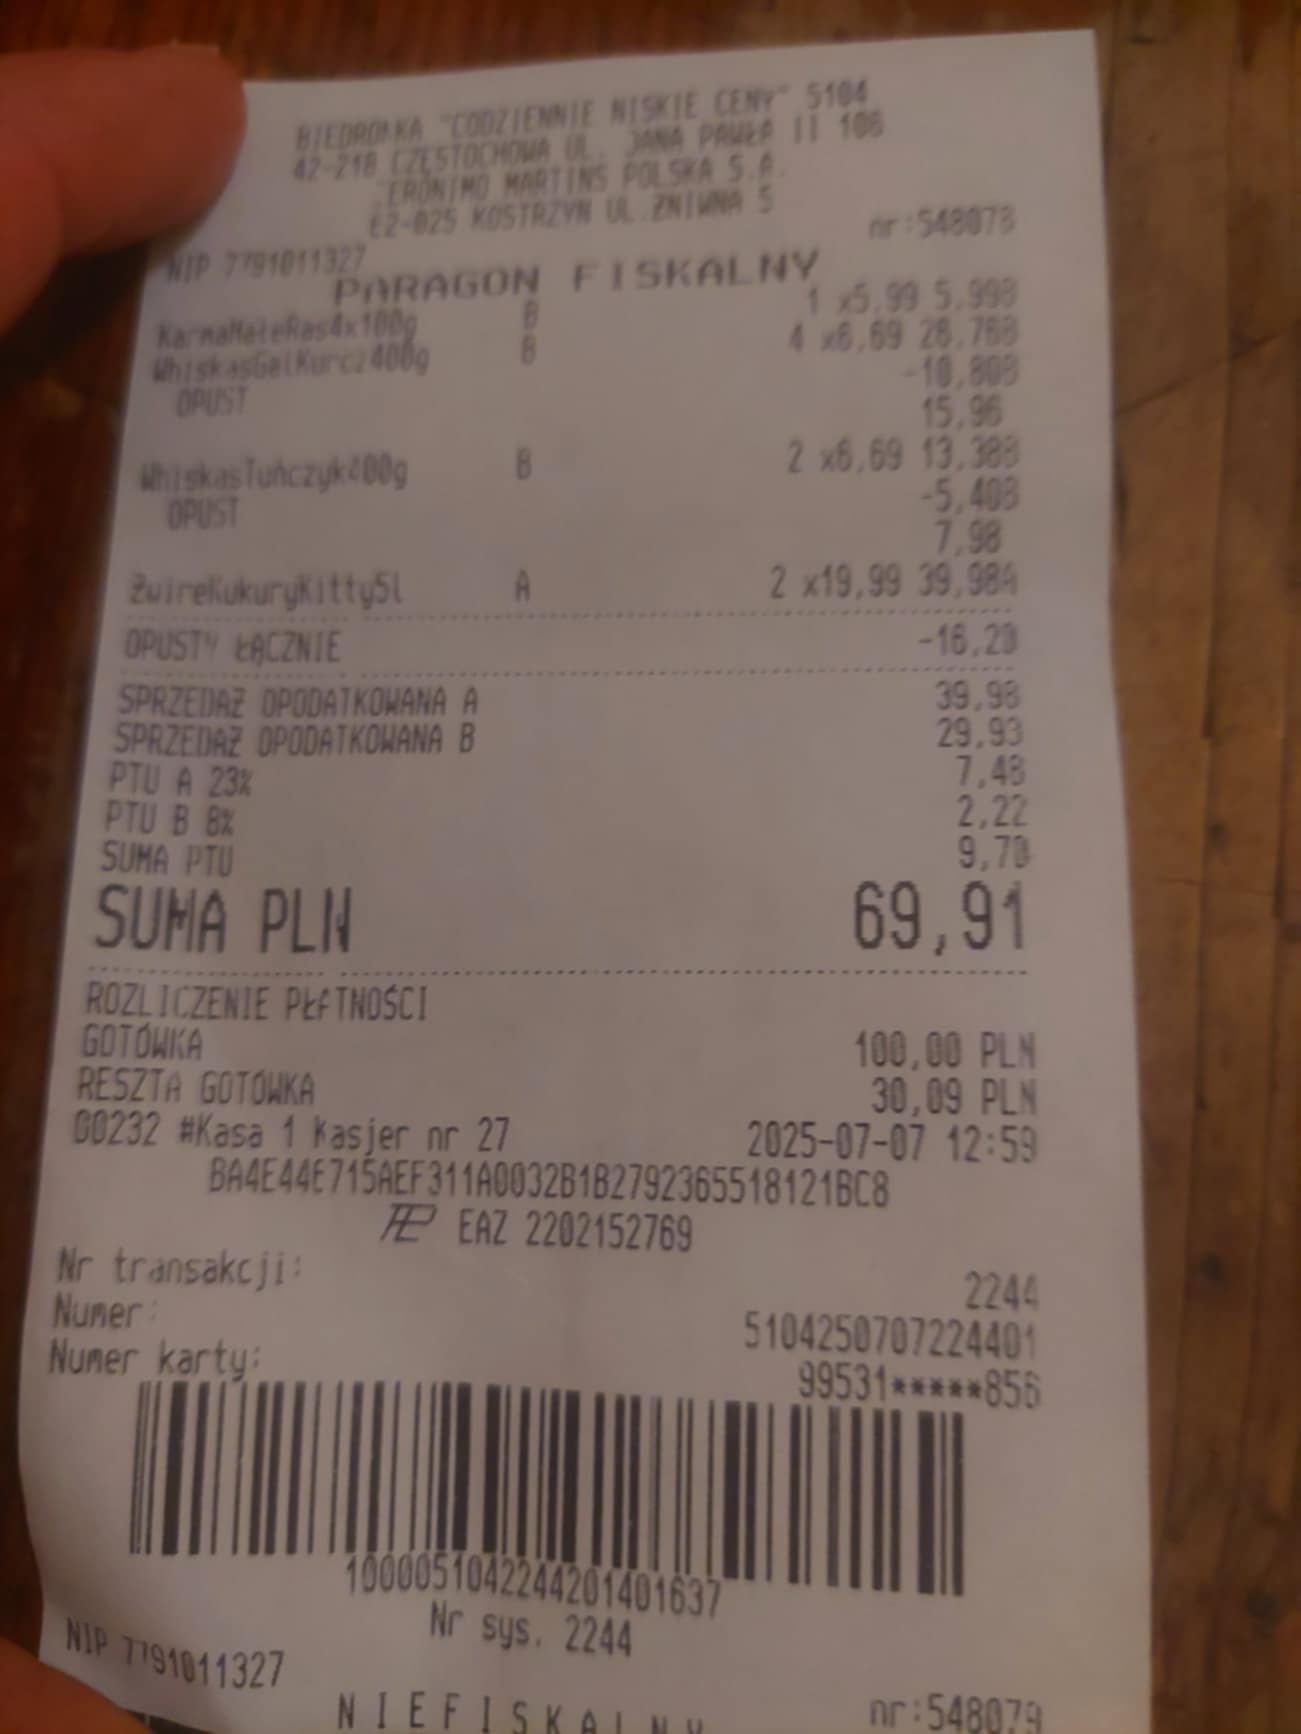 BIEDRONKA "CODZIENNIE NISKIE CENY" 5104
42-218 CZĘSTOCHOWA UL. JANA PAWŁA II 106
JERONIMO MARTINS POLSKA S.A.
62-025 KOSTRZYN UL.ŻNIWNA 5
NIP 7791011327 nr:548078
PARAGON FISKALNY
KarmaMateRas4x100g B 1 x5,99 5,99B
WhiskasGalKurcz400g B 4 x6,69 26,76B
OPUST -10,80B
15,96
WhiskasTuńczyk400g B 2 x6,69 13,38B
OPUST -5,40B
7,98
ŻwirekukuryKitty5l A 2 x19,99 39,98A
OPUSTY ŁĄCZNIE -16,20
SPRZEDAŻ OPODATKOWANA A 39,98
SPRZEDAŻ OPODATKOWANA B 29,93
PTU A 23% 7,48
PTU B 8% 2,22
SUMA PTU 9,70
SUMA PLN 69,91
ROZLICZENIE PŁATNOŚCI
GOTÓWKA 100,00 PLN
RESZTA GOTÓWKA 30,09 PLN
00232 #Kasa 1 kasjer nr 27 2025-07-07 12:59
BA4E44E715AEF311A0032B1B2792365518121BC8
EAZ 2202152769
Nr transakcji: 2244
Numer: 5104250707224401
Numer karty: 99531*****856
1000051042244201401637
Nr sys. 2244
NIP 7791011327 nr:548079
NIEFISKALNY